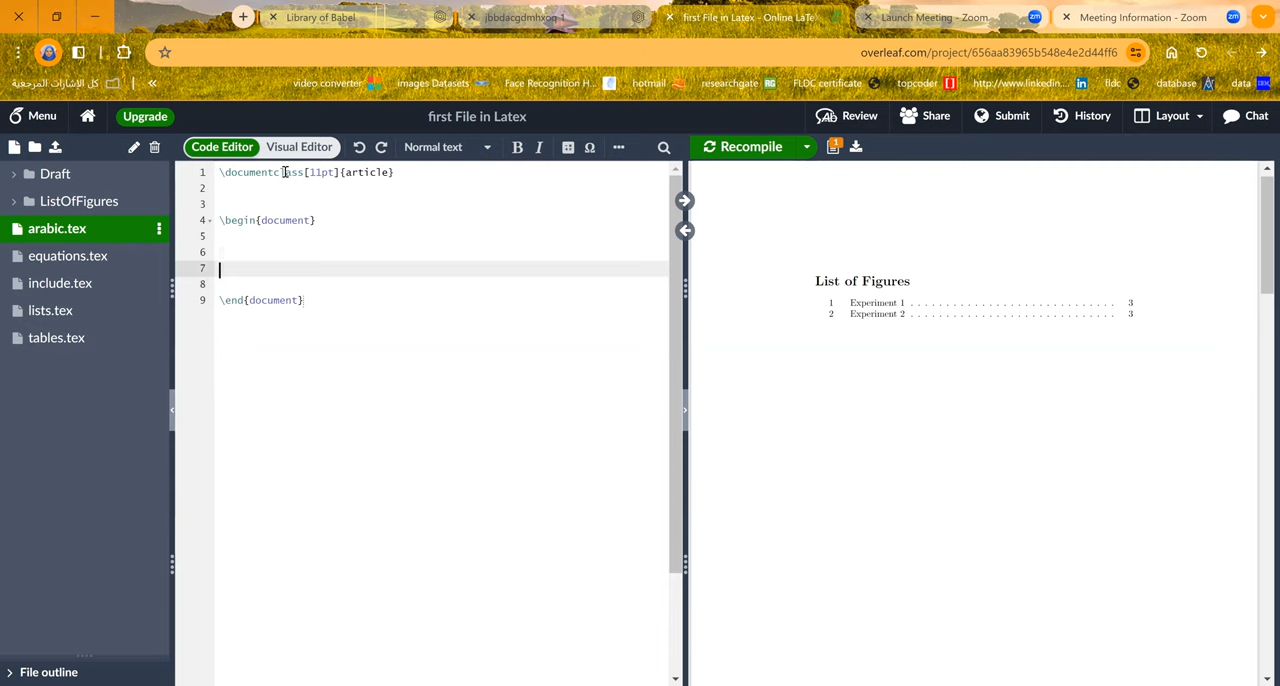 Library of Babel
jbbdacgdmhxoq 1
first File in Latex - Online LaTe
Launch Meeting - Zoom
Meeting Information - Zoom
overleaf.com/project/656aa83965b548e4e2d44ff6
كل الإشارات المرجعية
«
video converter
Images Datasets
Face Recognition H...
hotmail
researchgate
FLDC certificate
topcoder
http://www.linkedin....
fldc
database
data
Menu
Upgrade
first File in Latex
Review
Share
Submit
History
Layout
Chat
Code Editor
Visual Editor
Normal text
B
I
Ω
Recompile
1
Draft
ListOfFigures
arabic.tex
equations.tex
include.tex
lists.tex
tables.tex
File outline
1 \documentclass[11pt]{article}
2
3
4 \begin{document}
5
6
7
8
9 \end{document}
List of Figures
1 Experiment 1 . . . . . . . . . . . . . . . . . . . . . . . . . . . . 3
2 Experiment 2 . . . . . . . . . . . . . . . . . . . . . . . . . . . . 3